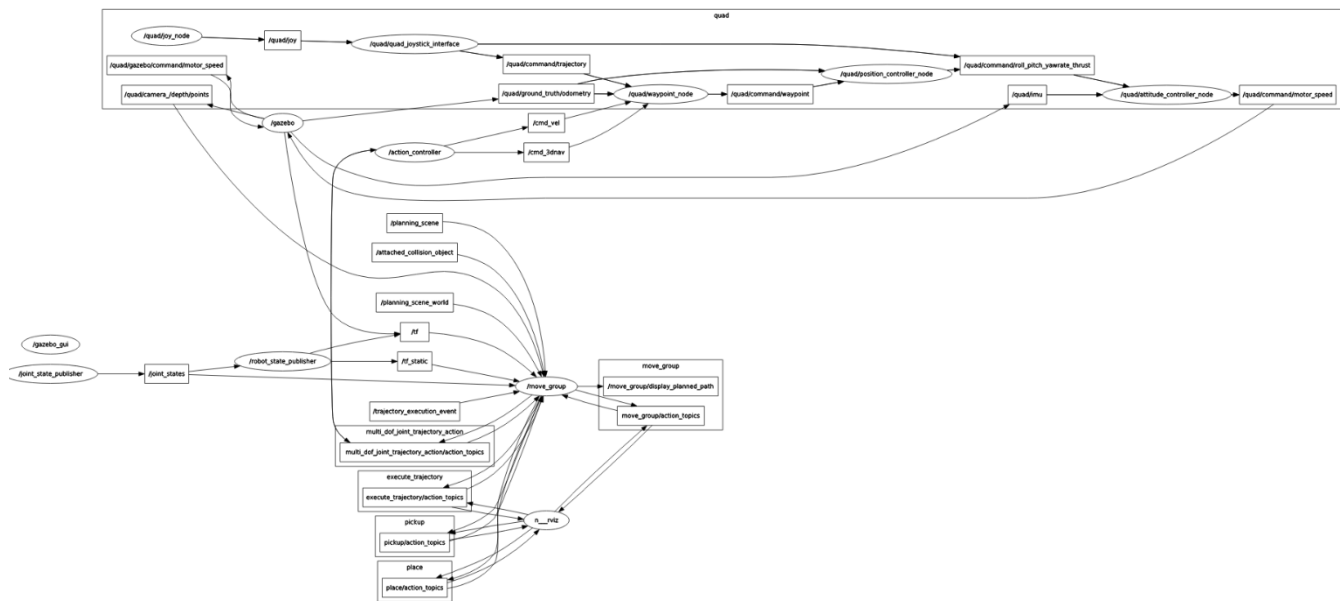 quad
/quad/joy_node
/quad/joy
/quad/quad_joystick_interface
/quad/gazebo/command/motor_speed
/quad/command/trajectory
/quad/position_controller_node
/quad/command/roll_pitch_yawrate_thrust
/quad/camera_/depth/points
/quad/ground_truth/odometry
/quad/waypoint_node
/quad/command/waypoint
/quad/imu
/quad/attitude_controller_node
/quad/command/motor_speed
/gazebo
/cmd_vel
/action_controller
/cmd_3dnav
/planning_scene
/attached_collision_object
/planning_scene_world
/tf
/gazebo_gui
/robot_state_publisher
/tf_static
/joint_state_publisher
/joint_states
move_group
/move_group
/move_group/display_planned_path
/trajectory_execution_event
move_group/action_topics
multi_dof_joint_trajectory_action
multi_dof_joint_trajectory_action/action_topics
execute_trajectory
execute_trajectory/action_topics
pickup
n__rviz
pickup/action_topics
place
place/action_topics